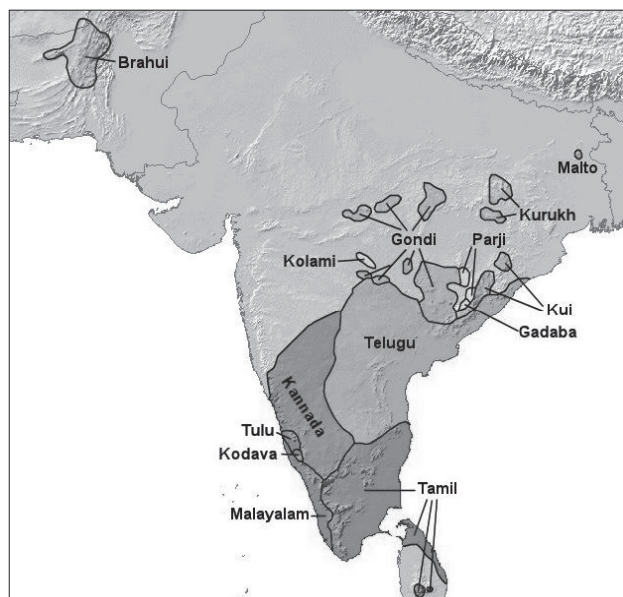 Brahui
Malto
Kurukh
Gondi
Parji
Kolami
Kui
Gadaba
Telugu
Kannada
Tulu
Kodava
Tamil
Malayalam